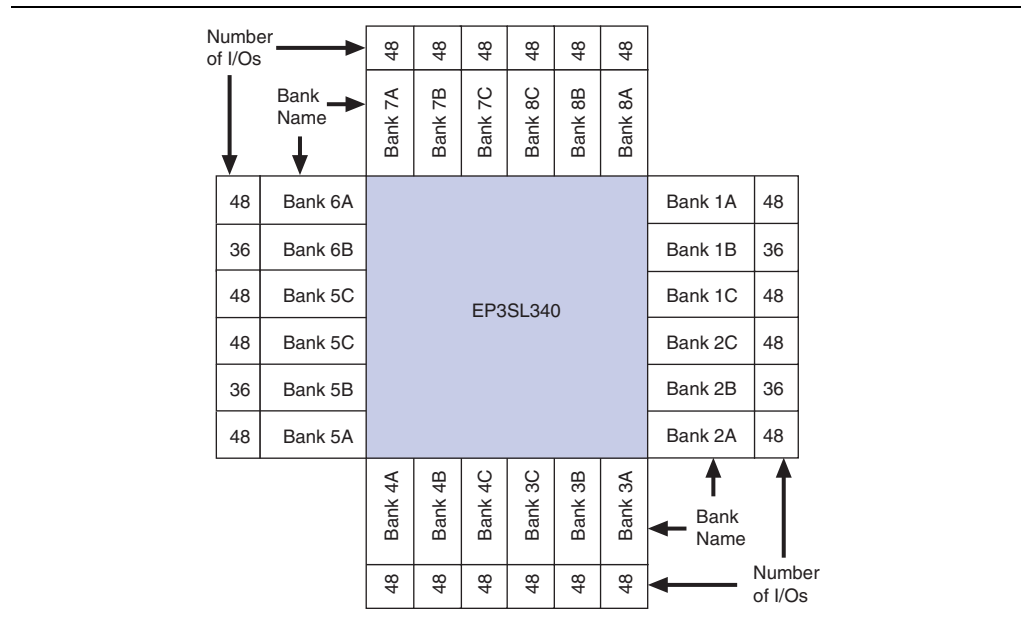 Number
of I/Os
48 48 48 48 48 48
Bank
Name
Bank 7A Bank 7B Bank 7C Bank 8C Bank 8B Bank 8A
48 Bank 6A Bank 1A 48
36 Bank 6B Bank 1B 36
48 Bank 5C Bank 1C 48
EP3SL340
48 Bank 5C Bank 2C 48
36 Bank 5B Bank 2B 36
48 Bank 5A Bank 2A 48
Bank 4A Bank 4B Bank 4C Bank 3C Bank 3B Bank 3A
Bank
Name
48 48 48 48 48 48
Number
of I/Os